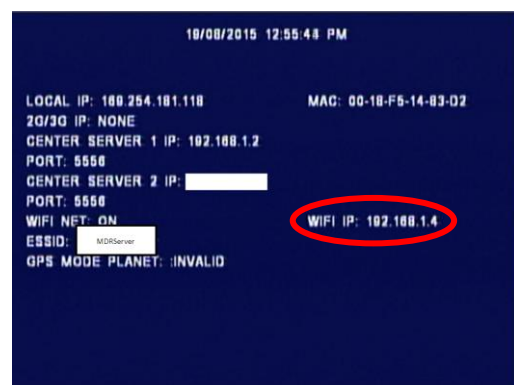 19/08/2015 12:55:44 PM
LOCAL IP: 169.254.181.118 MAC: 00-18-F5-14-83-D2
2G/3G IP: NONE
CENTER SERVER 1 IP: 192.168.1.2
PORT: 5556
CENTER SERVER 2 IP:
PORT: 5556
WIFI NET: ON WIFI IP: 192.168.1.4
ESSID: MDRServer
GPS MODE PLANET: :INVALID